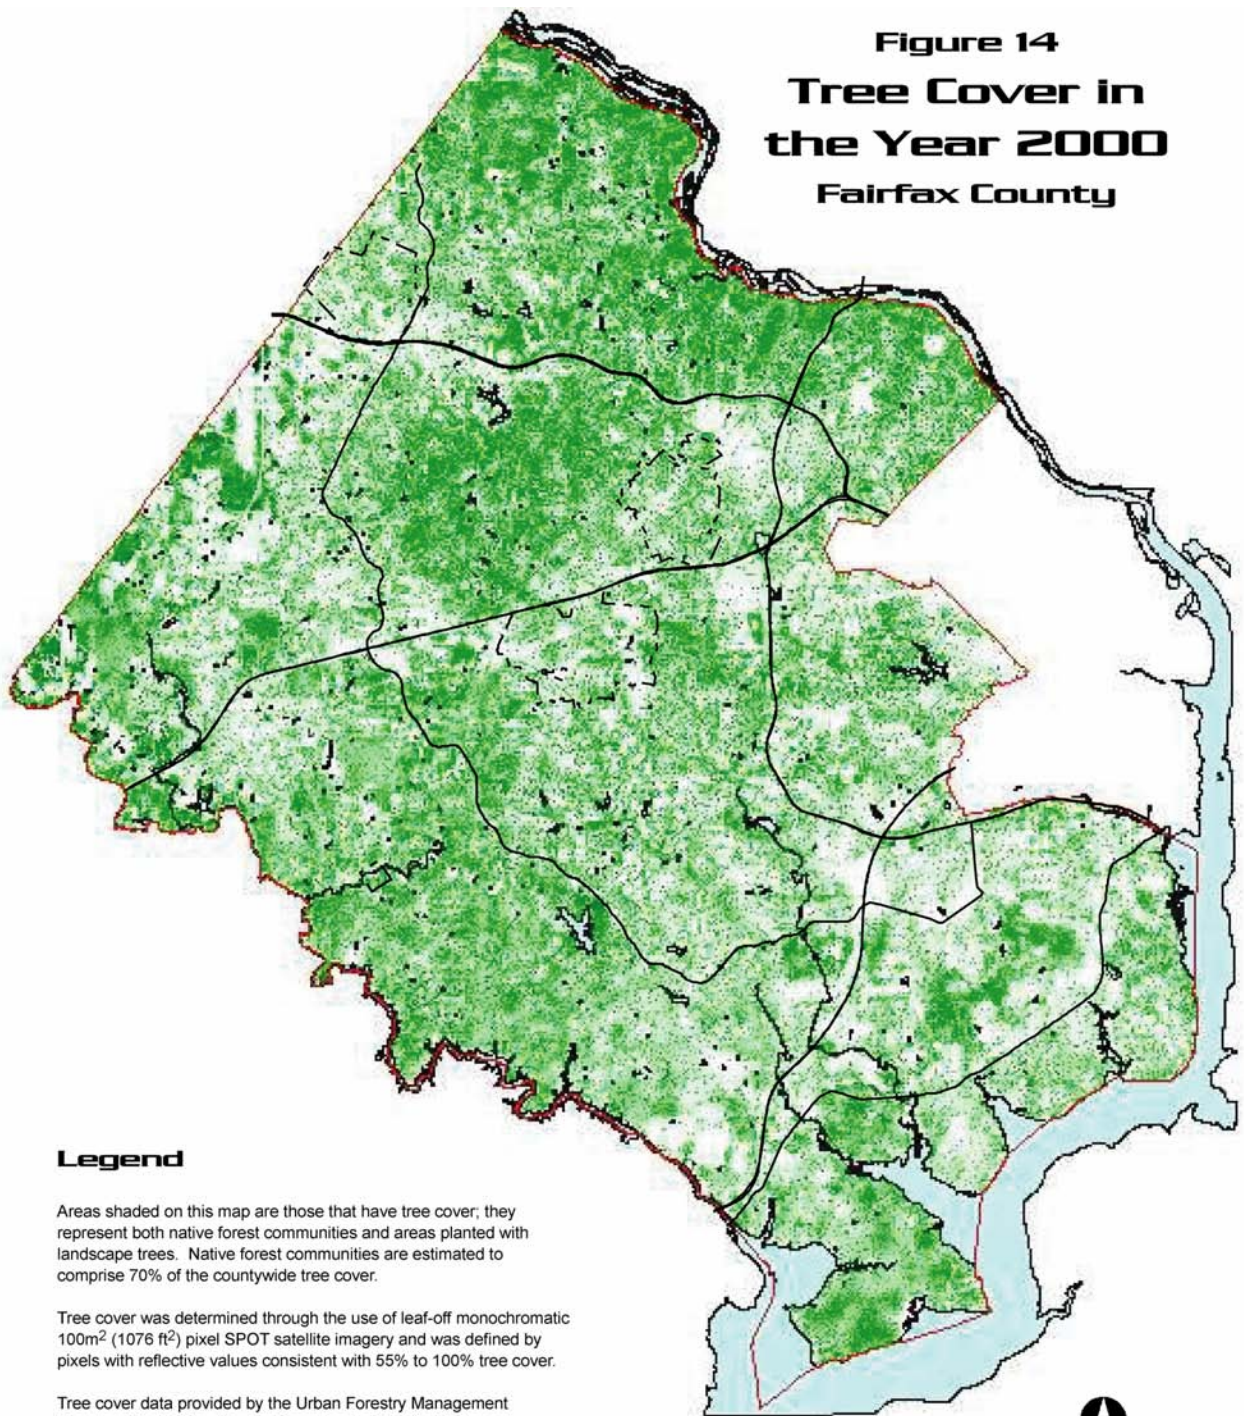 Figure 14
Tree Cover in
the Year 2000
Fairfax County
Legend
Areas shaded on this map are those that have tree cover; they
represent both native forest communities and areas planted with
landscape trees. Native forest communities are estimated to
comprise 70% of the countywide tree cover.
Tree cover was determined through the use of leaf-off monochromatic
100m² (1076 ft²) pixel SPOT satellite imagery and was defined by
pixels with reflective values consistent with 55% to 100% tree cover.
Tree cover data provided by the Urban Forestry Management